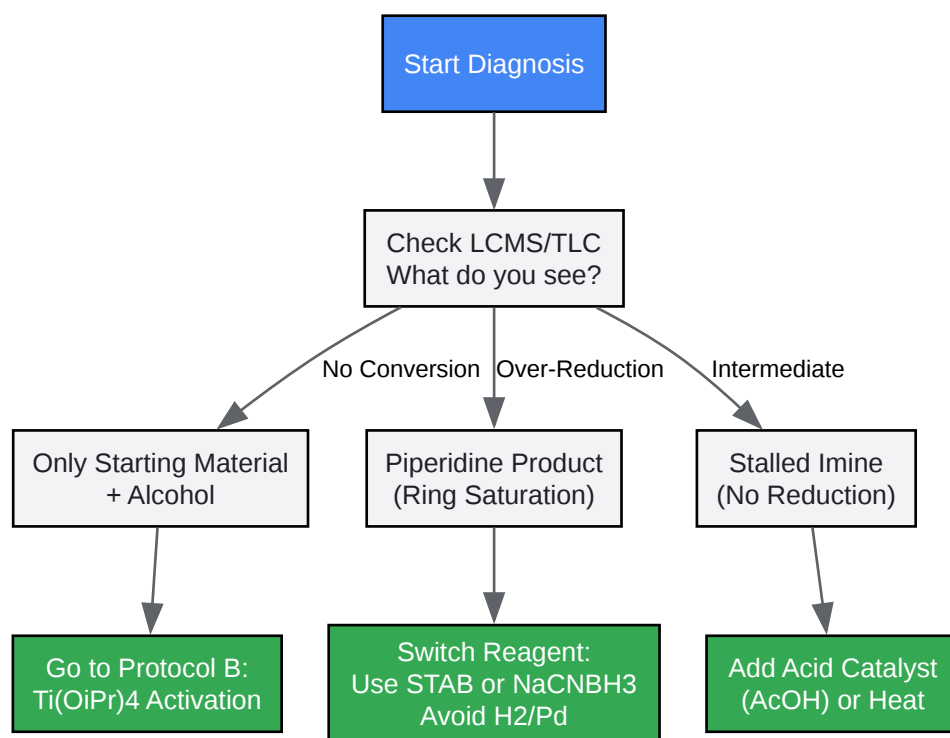 Start Diagnosis
Check LCMS/TLC
What do you see?
No Conversion
Over-Reduction
Intermediate
Only Starting Material
+ Alcohol
Piperidine Product
(Ring Saturation)
Stalled Imine
(No Reduction)
Go to Protocol B:
Ti(OiPr)4 Activation
Switch Reagent:
Use STAB or NaCNBH3
Avoid H2/Pd
Add Acid Catalyst
(AcOH) or Heat